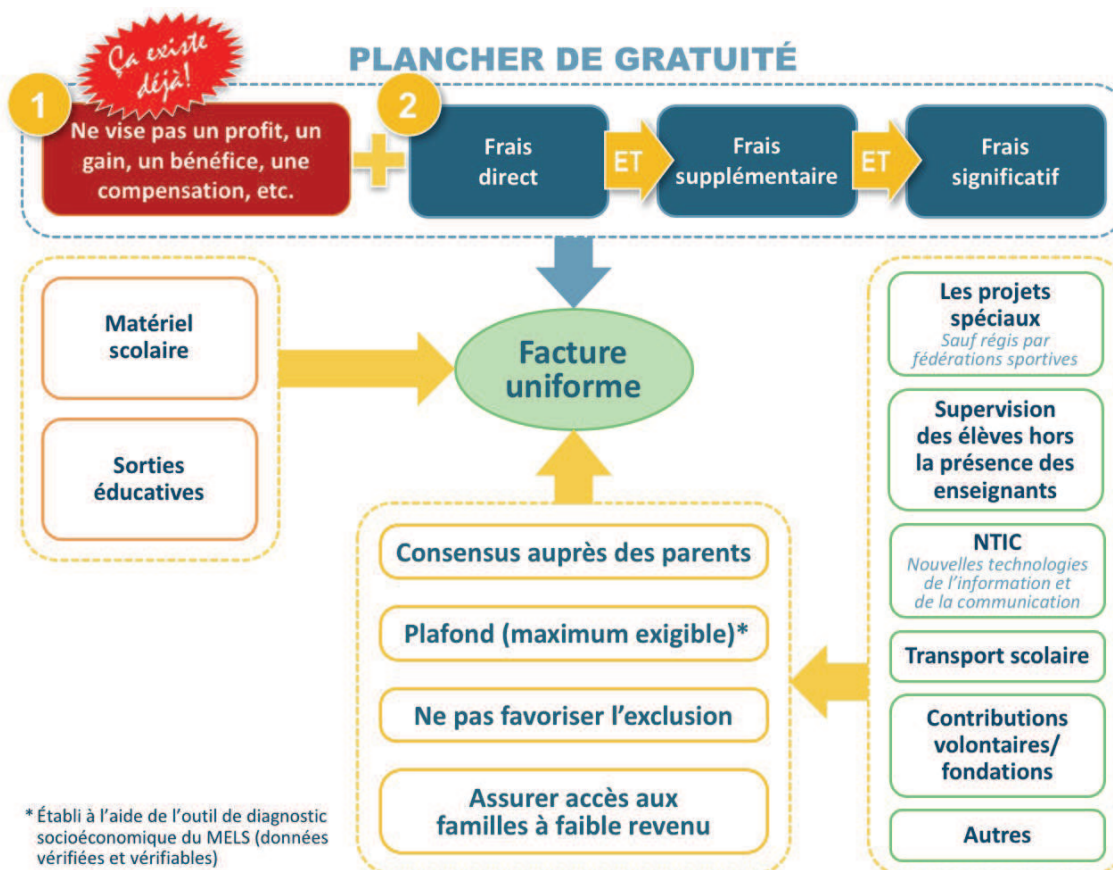 Ça existe
déjà!
PLANCHER DE GRATUITÉ
1
Ne vise pas un profit, un
gain, un bénéfice, une
compensation, etc.
2
Frais
direct
ET
Frais
supplémentaire
ET
Frais
significatif
Matériel
scolaire
Sorties
éducatives
Facture
uniforme
Consensus auprès des parents
Plafond (maximum exigible)*
Ne pas favoriser l'exclusion
Assurer accès aux
familles à faible revenu
Les projets
spéciaux
Sauf régis par
fédérations sportives
Supervision
des élèves hors
la présence des
enseignants
NTIC
Nouvelles technologies
de l'information et
de la communication
Transport scolaire
Contributions
volontaires/
fondations
Autres
* Établi à l'aide de l'outil de diagnostic
socioéconomique du MELS (données
vérifiées et vérifiables)